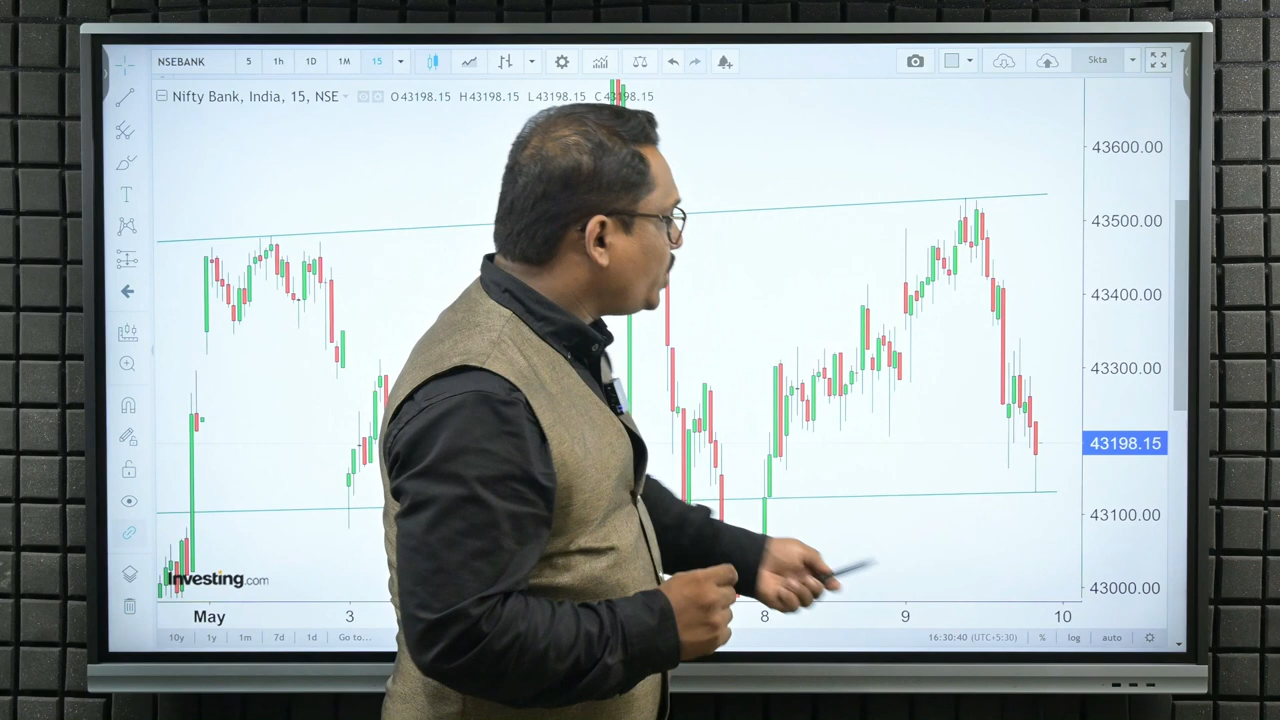 NSEBANK 5 1h 1D 1M 15 Skta
Nifty Bank, India, 15, NSE O43198.15 H43198.15 L43198.15 C43198.15
43600.00
43500.00
43400.00
43300.00
43198.15
43100.00
43000.00
Investing.com
May 3 8 9 10
10y 1y 1m 7d 1d Go to... 16:30:40 (UTC+5:30) % log auto
T